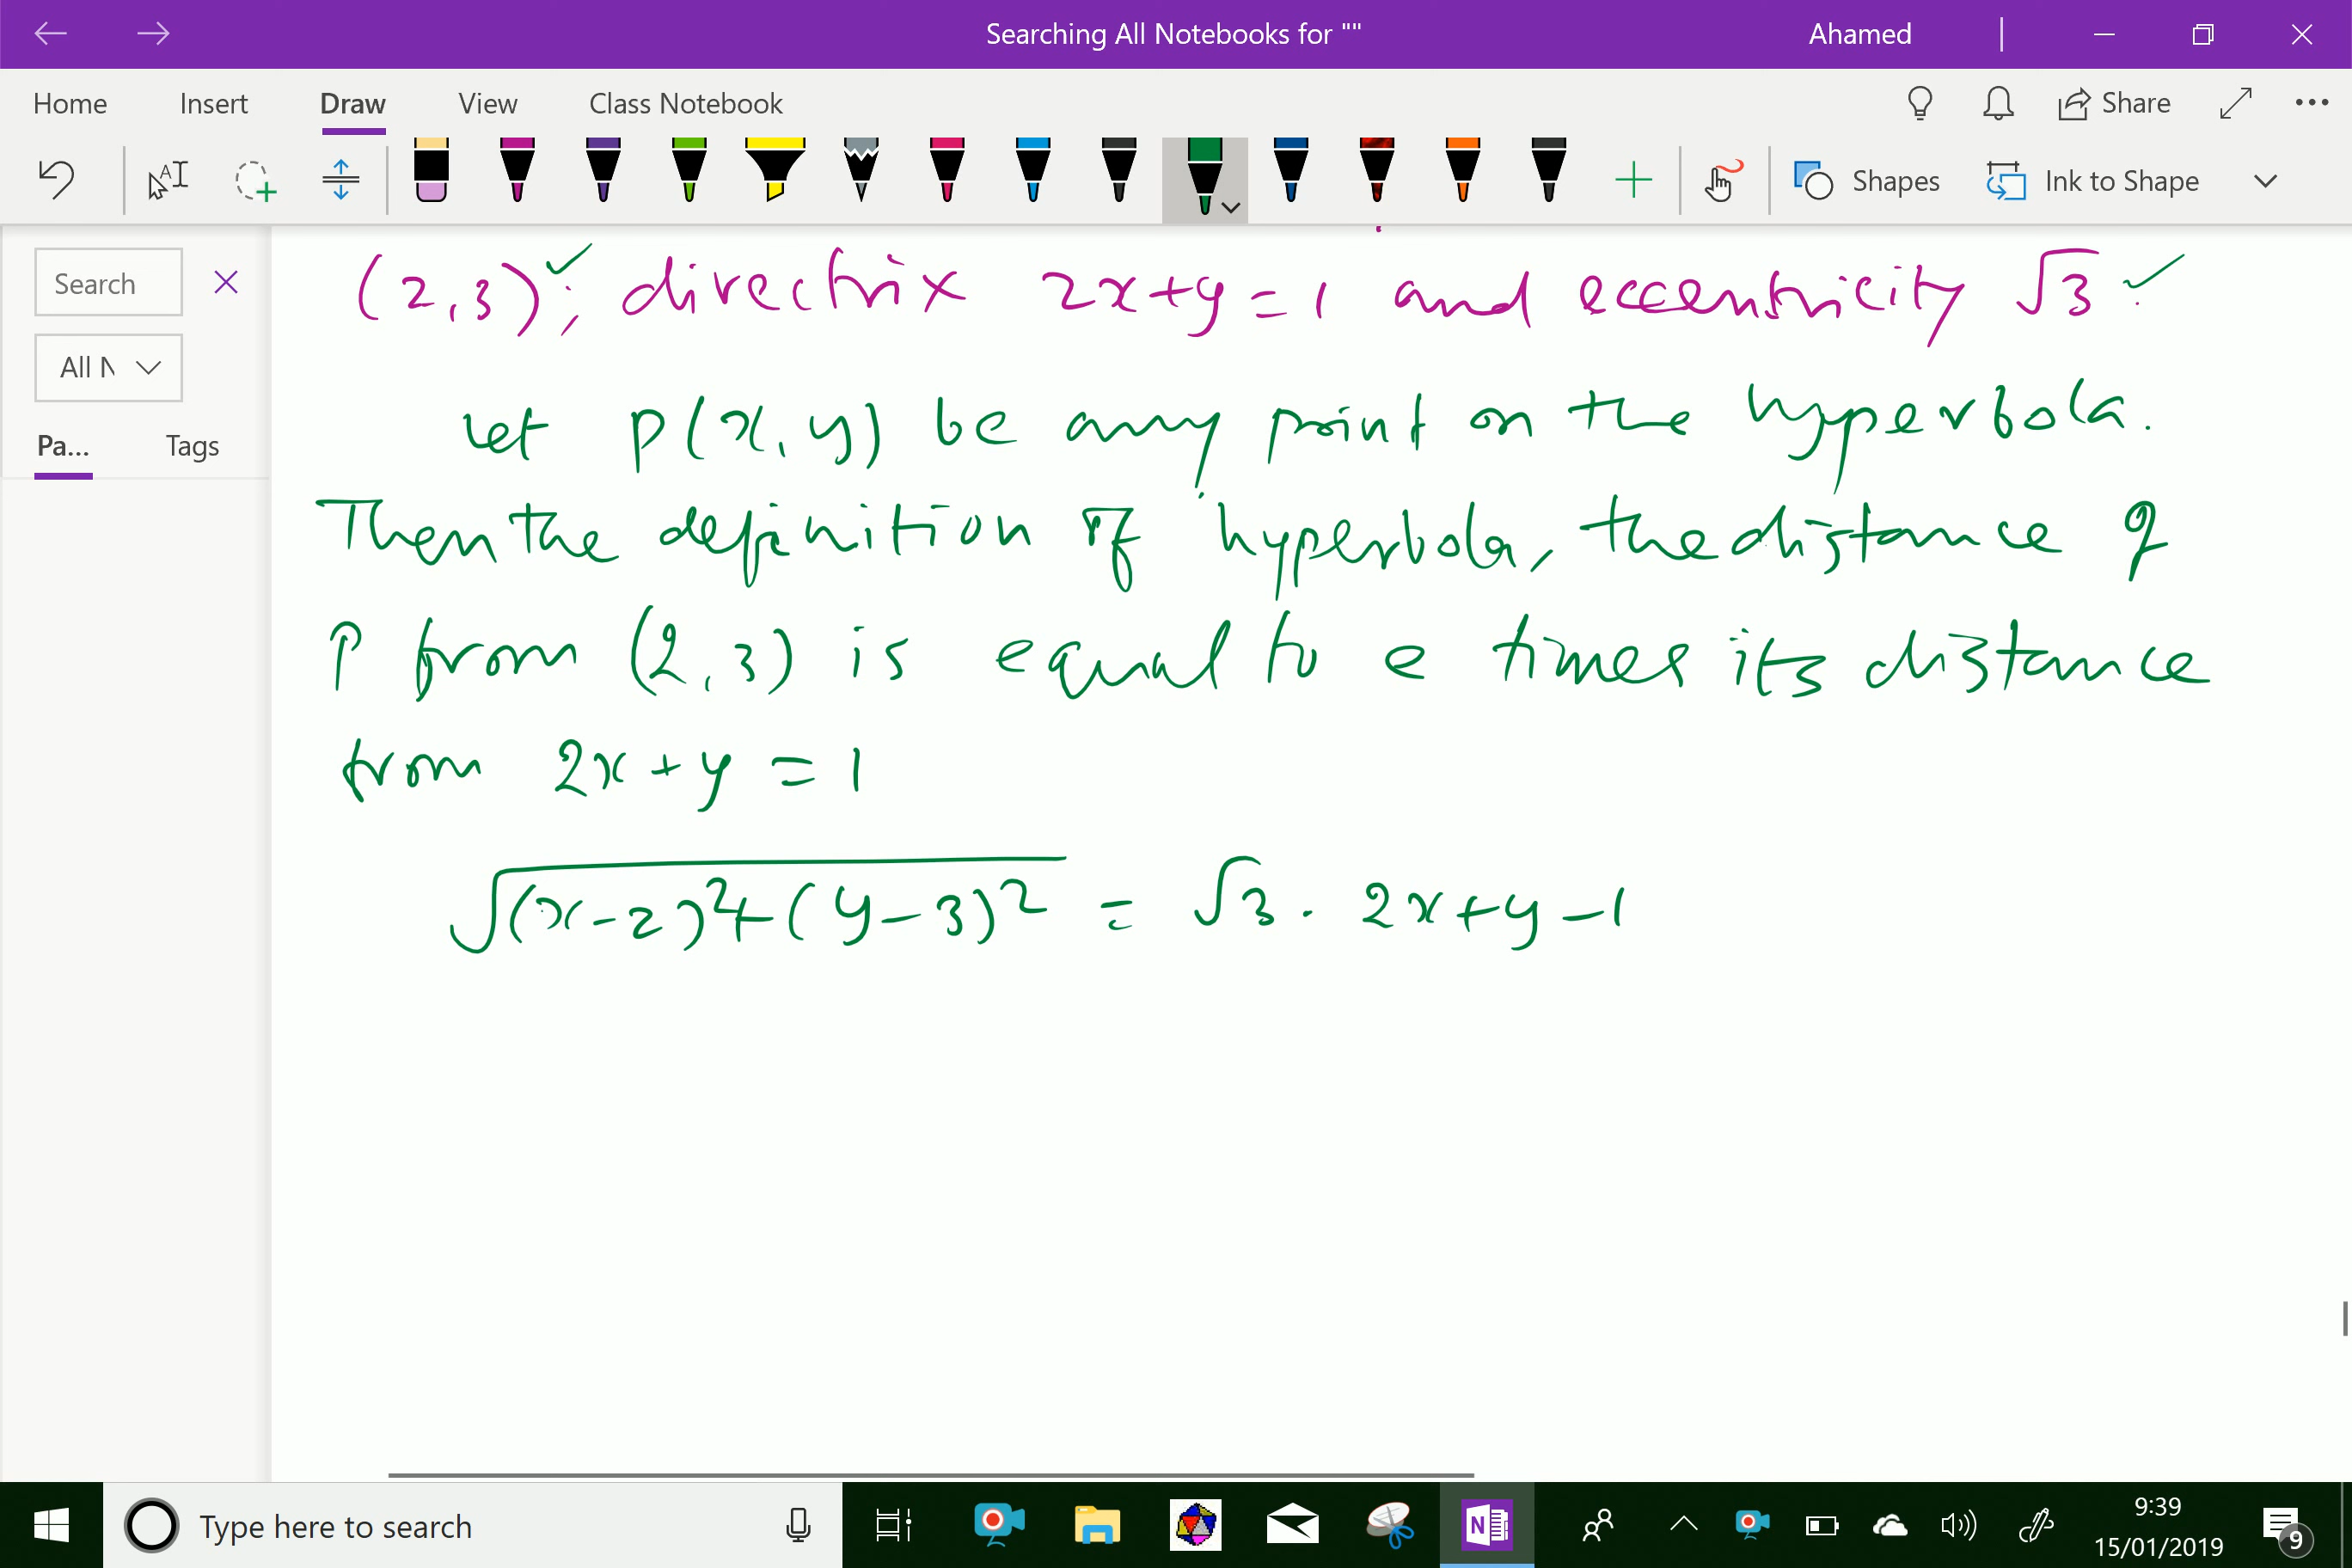 Searching All Notebooks for ""
Ahamed
Home Insert Draw View Class Notebook Share
Shapes Ink to Shape
Search
All N
Pa... Tags
(2,3); directrix 2x+y=1 and eccentricity √3.
Let P(x,y) be any point on the hyperbola.
Then the definition of hyperbola, the distance of
P from (2,3) is equal to e times its distance
from 2x+y=1
√(x-2)²+(y-3)² = √3 . 2x+y-1
Type here to search
9:39
15/01/2019
9